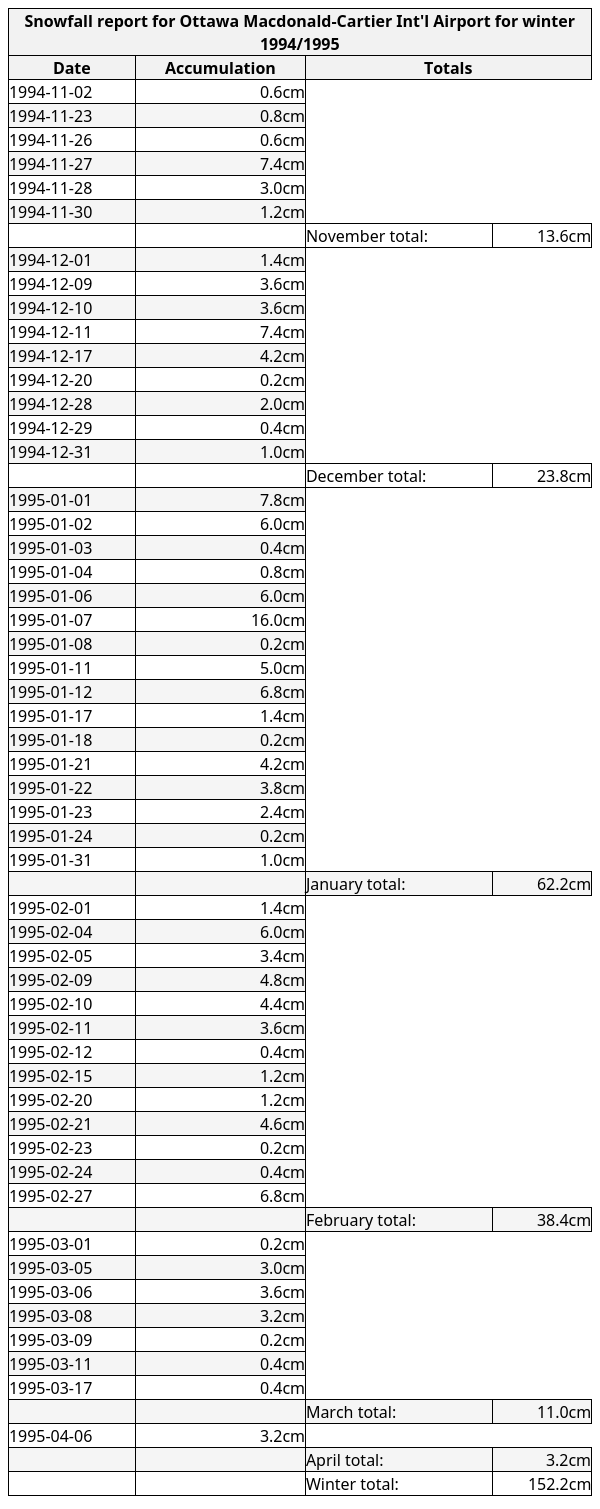 Snowfall report for Ottawa Macdonald-Cartier Int'l Airport for winter
1994/1995
Date Accumulation Totals
1994-11-02 0.6cm
1994-11-23 0.8cm
1994-11-26 0.6cm
1994-11-27 7.4cm
1994-11-28 3.0cm
1994-11-30 1.2cm
November total: 13.6cm
1994-12-01 1.4cm
1994-12-09 3.6cm
1994-12-10 3.6cm
1994-12-11 7.4cm
1994-12-17 4.2cm
1994-12-20 0.2cm
1994-12-28 2.0cm
1994-12-29 0.4cm
1994-12-31 1.0cm
December total: 23.8cm
1995-01-01 7.8cm
1995-01-02 6.0cm
1995-01-03 0.4cm
1995-01-04 0.8cm
1995-01-06 6.0cm
1995-01-07 16.0cm
1995-01-08 0.2cm
1995-01-11 5.0cm
1995-01-12 6.8cm
1995-01-17 1.4cm
1995-01-18 0.2cm
1995-01-21 4.2cm
1995-01-22 3.8cm
1995-01-23 2.4cm
1995-01-24 0.2cm
1995-01-31 1.0cm
January total: 62.2cm
1995-02-01 1.4cm
1995-02-04 6.0cm
1995-02-05 3.4cm
1995-02-09 4.8cm
1995-02-10 4.4cm
1995-02-11 3.6cm
1995-02-12 0.4cm
1995-02-15 1.2cm
1995-02-20 1.2cm
1995-02-21 4.6cm
1995-02-23 0.2cm
1995-02-24 0.4cm
1995-02-27 6.8cm
February total: 38.4cm
1995-03-01 0.2cm
1995-03-05 3.0cm
1995-03-06 3.6cm
1995-03-08 3.2cm
1995-03-09 0.2cm
1995-03-11 0.4cm
1995-03-17 0.4cm
March total: 11.0cm
1995-04-06 3.2cm
April total: 3.2cm
Winter total: 152.2cm